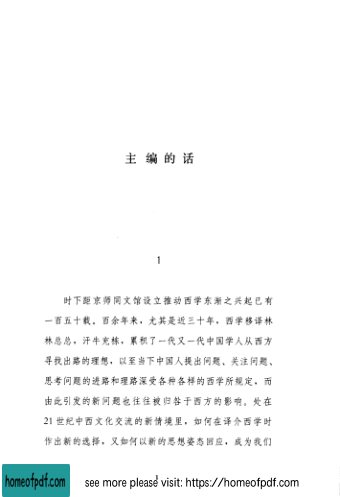 主编的话
1
时下距京师同文馆设立推动西学东渐之兴起已有
一百五十载。百余年来，尤其是近三十年，西学移译林
林总总，汗牛充栋，累积了一代又一代中国学人从西方
寻找出路的理想，以至当下中国人提出问题、关注问题、
思考问题的进路和理路深受各种各样的西学所规定，而
由此引发的新问题也往往被归咎于西方的影响。处在
21世纪中西文化交流的新情境里，如何在译介西学时
作出新的选择，又如何以新的思想姿态回应，成为我们
homeofpdf.com
see more please visit: https://homeofpdf.com